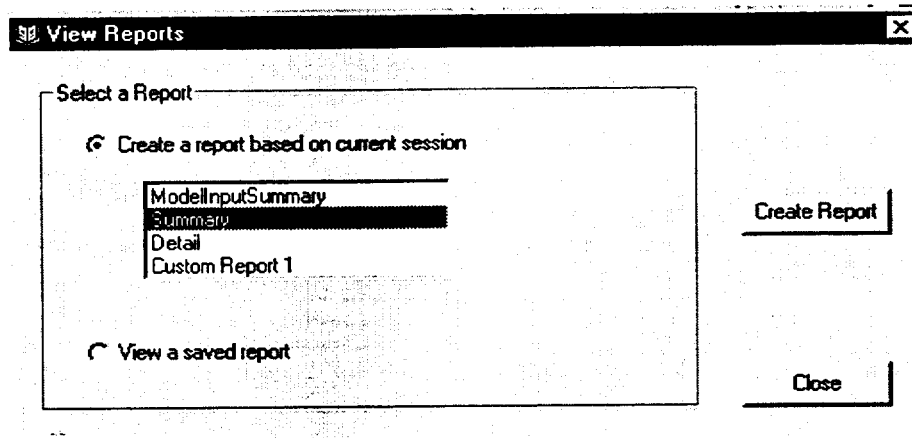 View Reports
Select a Report
Create a report based on current session
ModelInputSummary
Summary
Detail
Custom Report 1
Create Report
View a saved report
Close